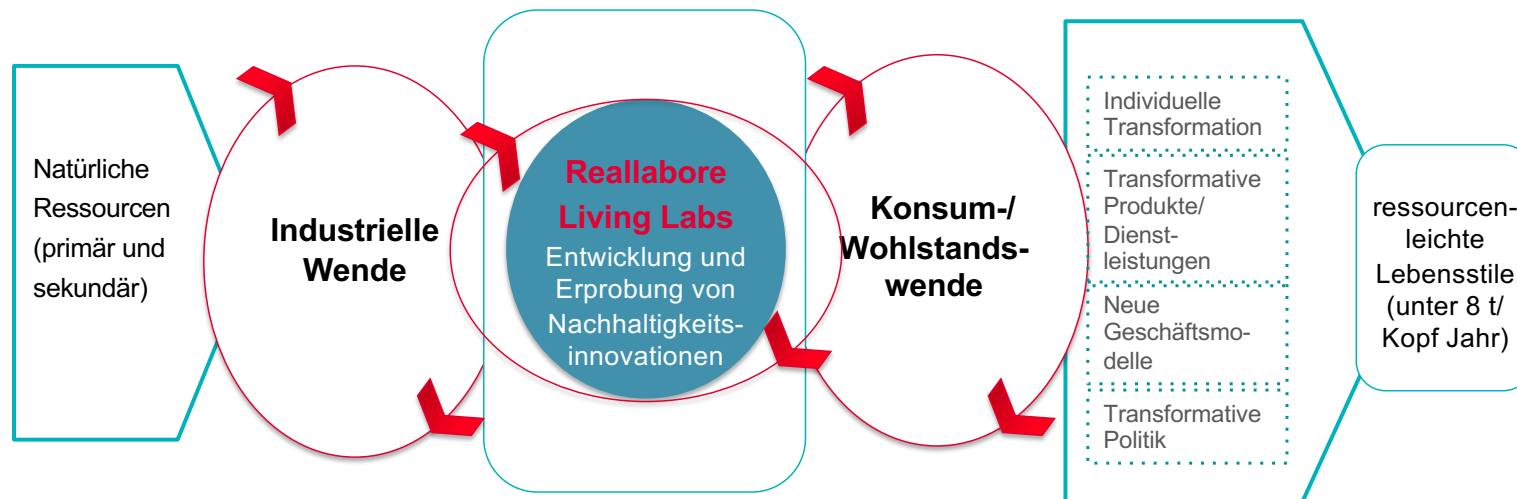 Natürliche
Ressourcen
(primär und
sekundär)
Industrielle
Wende
Reallabore
Living Labs
Entwicklung und
Erprobung von
Nachhaltigkeits-
innovationen
Konsum-/
Wohlstands-
wende
Individuelle
Transformation
Transformative
Produkte/
Dienst-
leistungen
Neue
Geschäftsmo-
delle
Transformative
Politik
ressourcen-
leichte
Lebensstile
(unter 8 t/
Kopf Jahr)